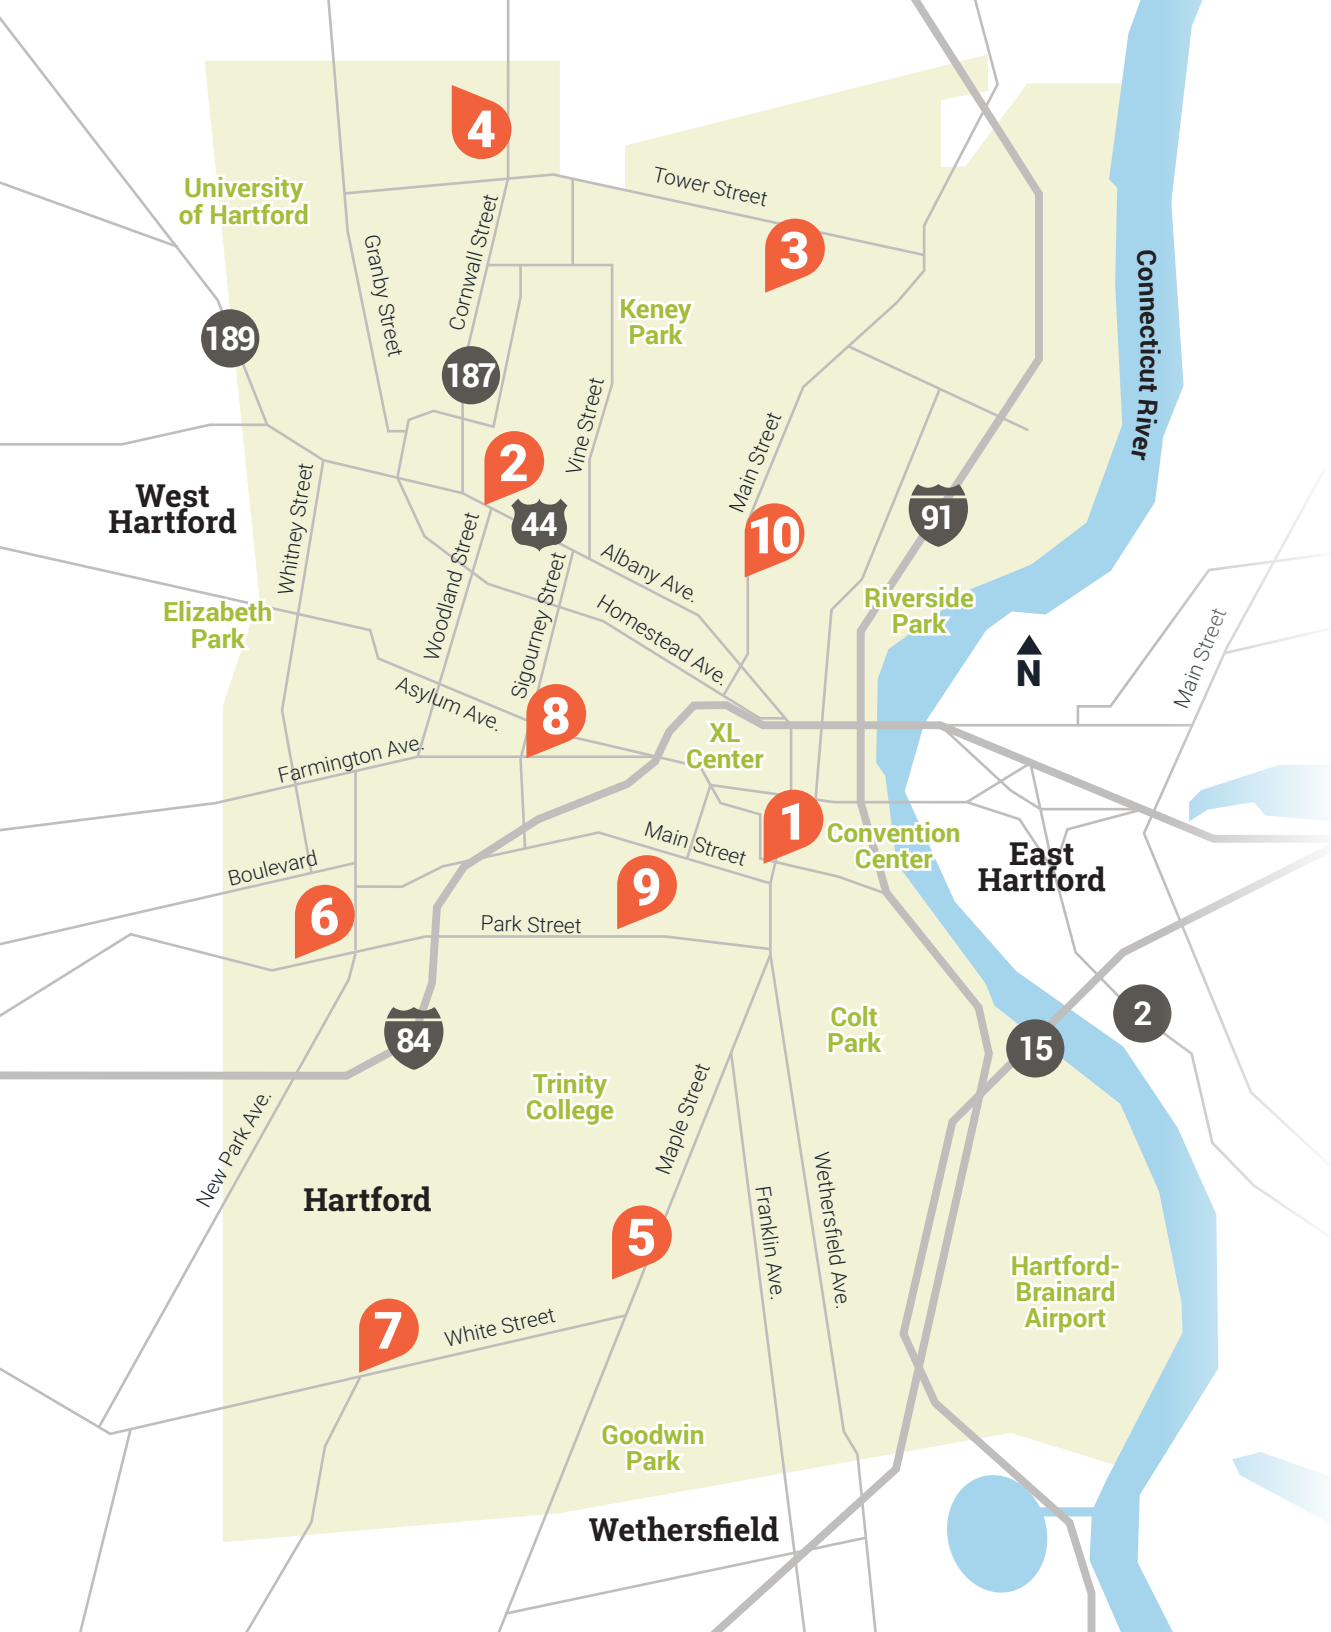 4
University
of Hartford
Tower Street
Cornwall Street
Granby Street
3
Connecticut River
Keney
Park
189
187
Vine Street
Main Street
2
West
Hartford
Whitney Street
44
91
10
Woodland Street
Sigourney Street
Albany Ave.
Homestead Ave.
Elizabeth
Park
Riverside
Park
N
Main Street
Asylum Ave.
8
XL
Center
Farmington Ave.
1
Main Street
Convention
Center
East
Hartford
Boulevard
9
6
Park Street
84
Colt
Park
2
15
Trinity
College
Maple Street
New Park Ave.
Hartford
Wethersfield Ave.
Franklin Ave.
5
Hartford-
Brainard
Airport
7
White Street
Goodwin
Park
Wethersfield